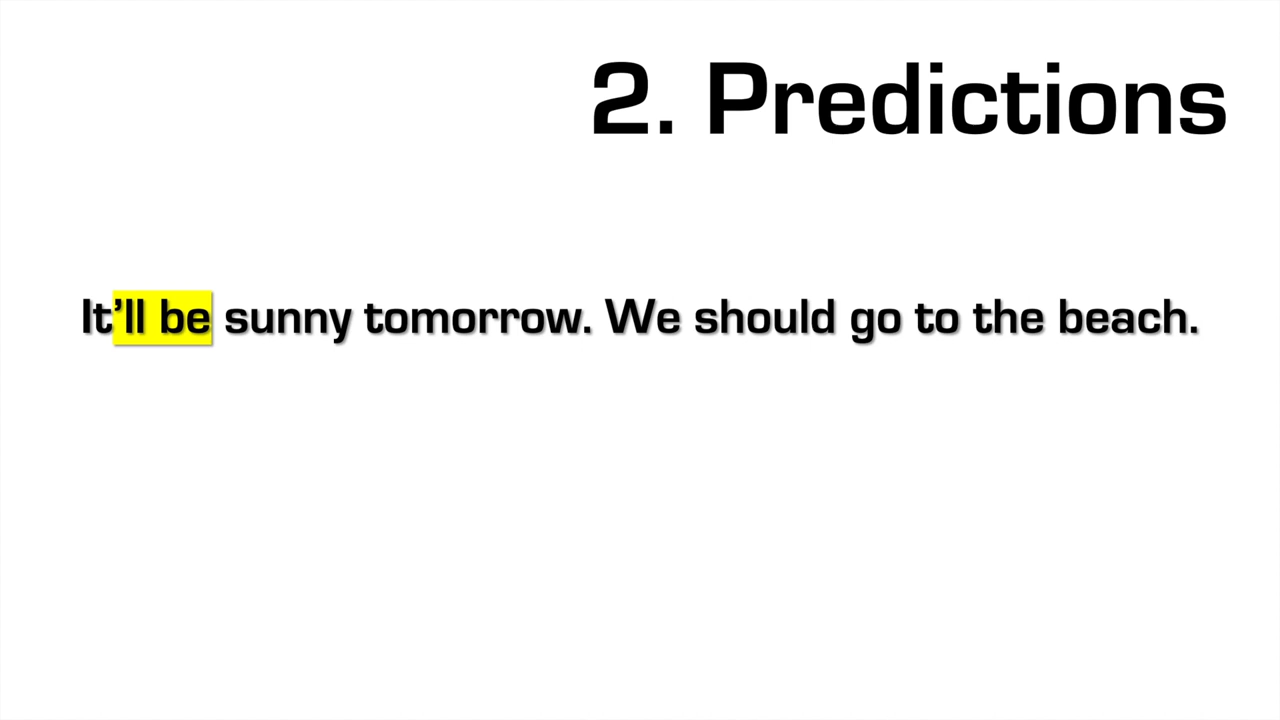 2. Predictions
It’ll be sunny tomorrow. We should go to the beach.